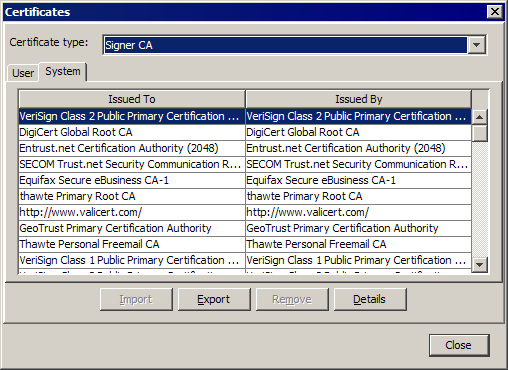 Certificates
Certificate type: Signer CA
User System
Issued To Issued By
VeriSign Class 2 Public Primary Certification ... VeriSign Class 2 Public Primary Certification ...
DigiCert Global Root CA DigiCert Global Root CA
Entrust.net Certification Authority (2048) Entrust.net Certification Authority (2048)
SECOM Trust.net Security Communication R... SECOM Trust.net Security Communication R...
Equifax Secure eBusiness CA-1 Equifax Secure eBusiness CA-1
thawte Primary Root CA thawte Primary Root CA
http://www.valicert.com/ http://www.valicert.com/
GeoTrust Primary Certification Authority GeoTrust Primary Certification Authority
Thawte Personal Freemail CA Thawte Personal Freemail CA
VeriSign Class 1 Public Primary Certification ... VeriSign Class 1 Public Primary Certification ...
Import Export Remove Details
Close